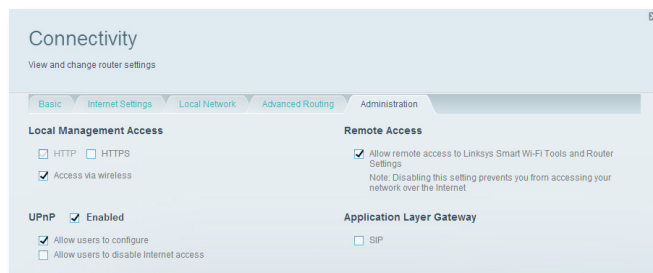 Connectivity
View and change router settings
Basic Internet Settings Local Network Advanced Routing Administration
Local Management Access
HTTP HTTPS
Access via wireless
Remote Access
Allow remote access to Linksys Smart Wi-Fi Tools and Router
Settings
Note: Disabling this setting prevents you from accessing your
network over the Internet
UPnP Enabled
Allow users to configure
Allow users to disable Internet access
Application Layer Gateway
SIP